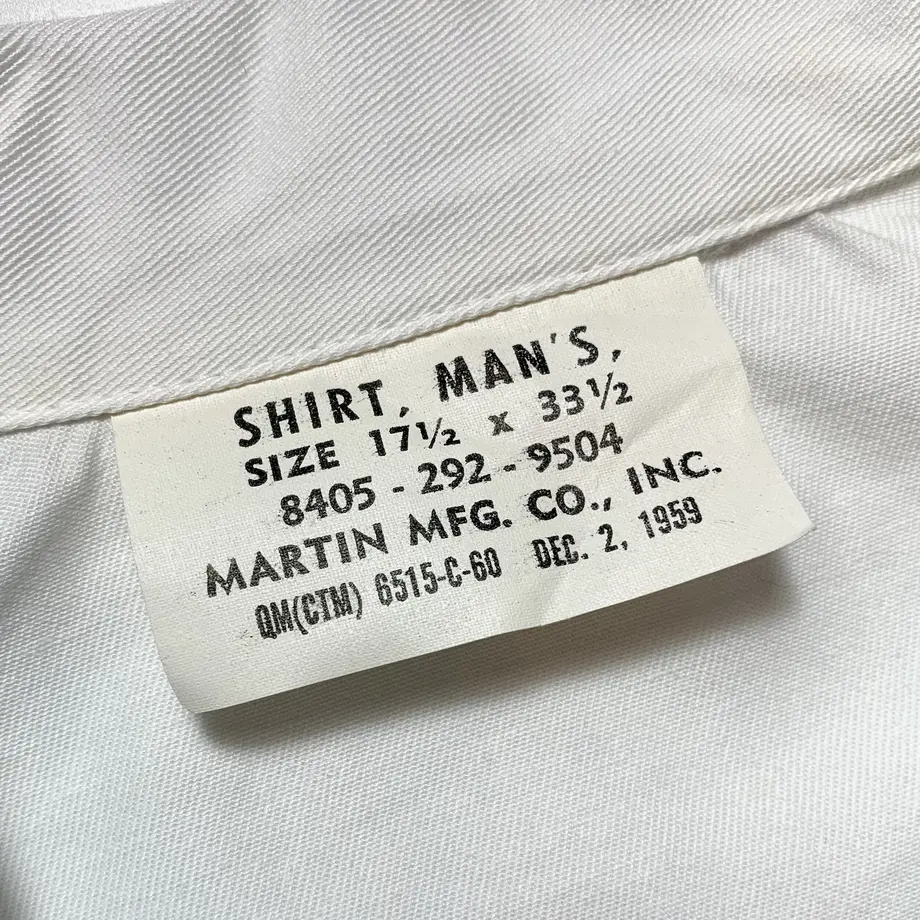 SHIRT, MAN'S,
SIZE 17½ x 33½
8405 - 292 - 9504
MARTIN MFG. CO., INC.
QM(CTM) 6515-C-60 DEC. 2, 1959